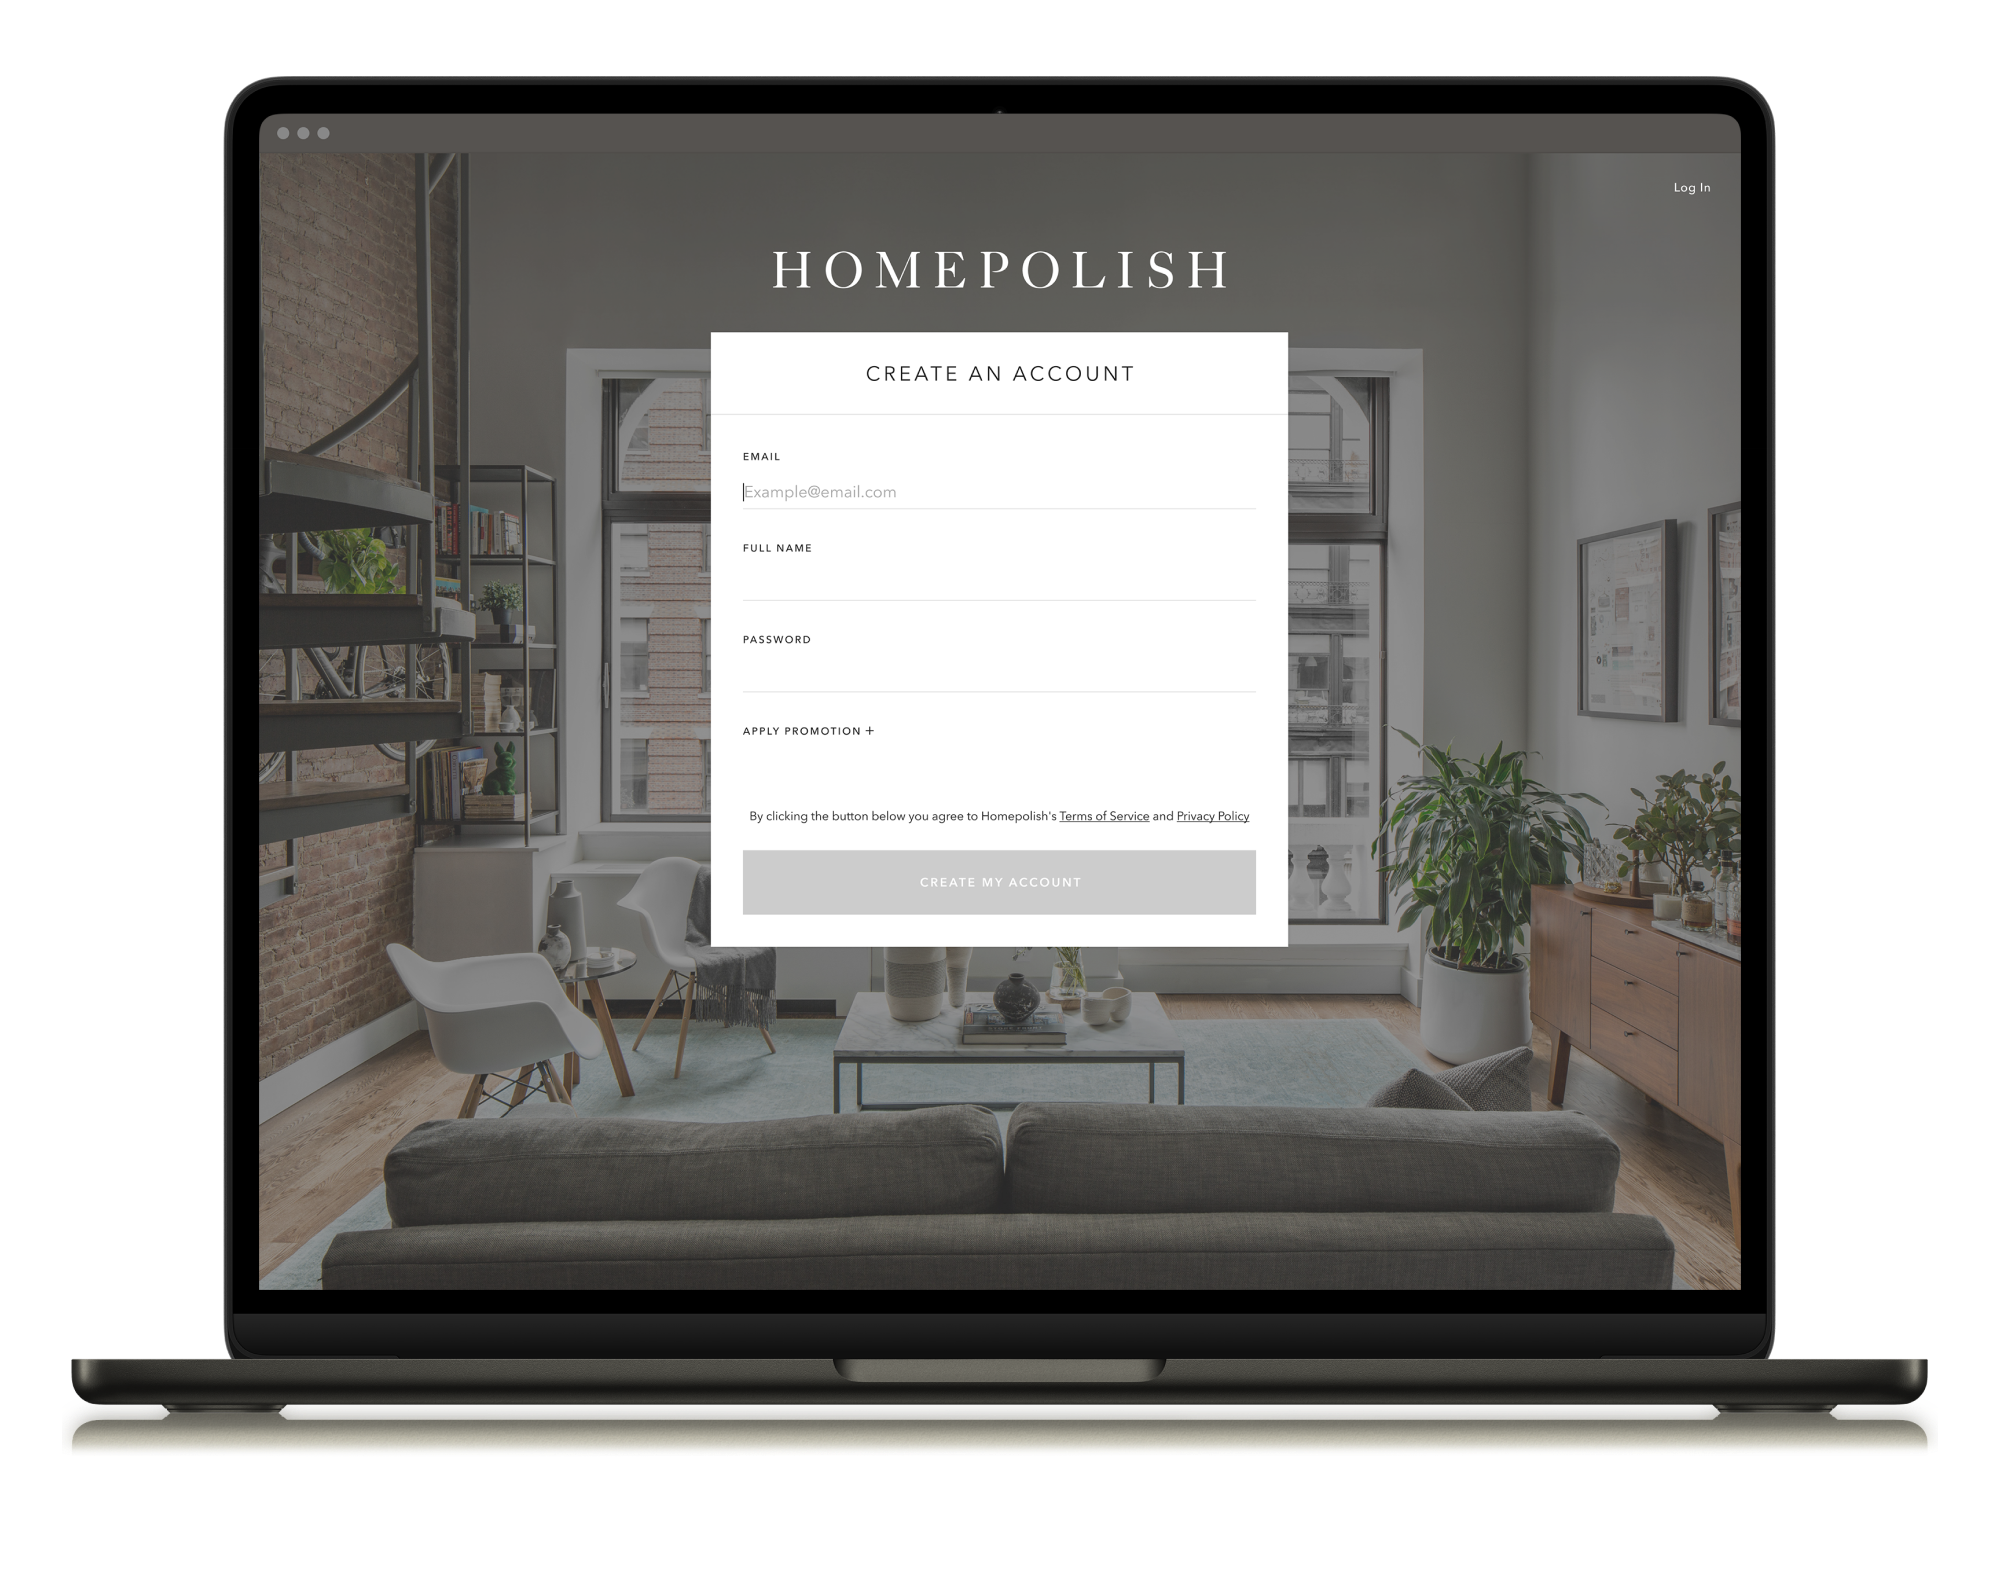 Log In
HOMEPOLISH
CREATE AN ACCOUNT
EMAIL
Example@email.com
FULL NAME
PASSWORD
APPLY PROMOTION +
By clicking the button below you agree to Homepolish's Terms of Service and Privacy Policy
CREATE MY ACCOUNT